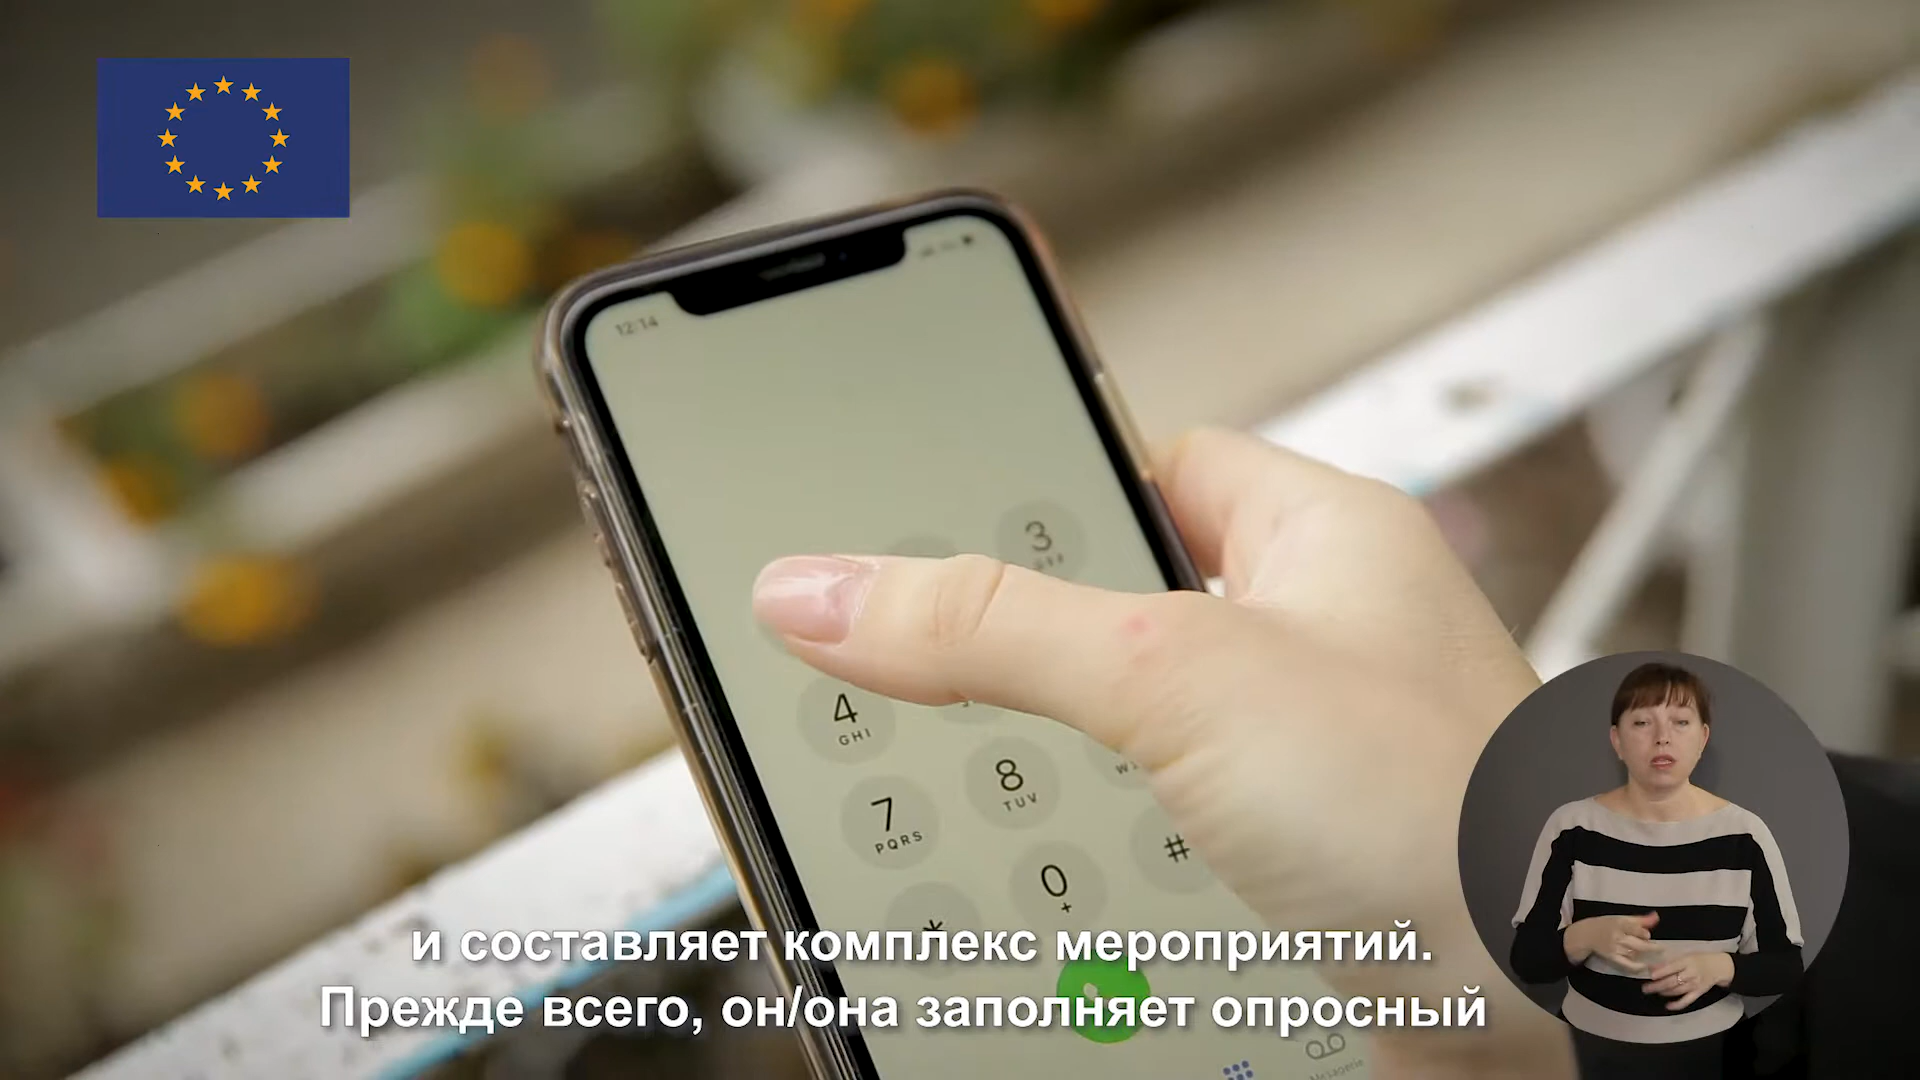 12:14
3
4
GHI
8
TUV
7
PQRS
#
0
+
*
и составляет комплекс мероприятий.
Прежде всего, он/она заполняет опросный
Mesagerie